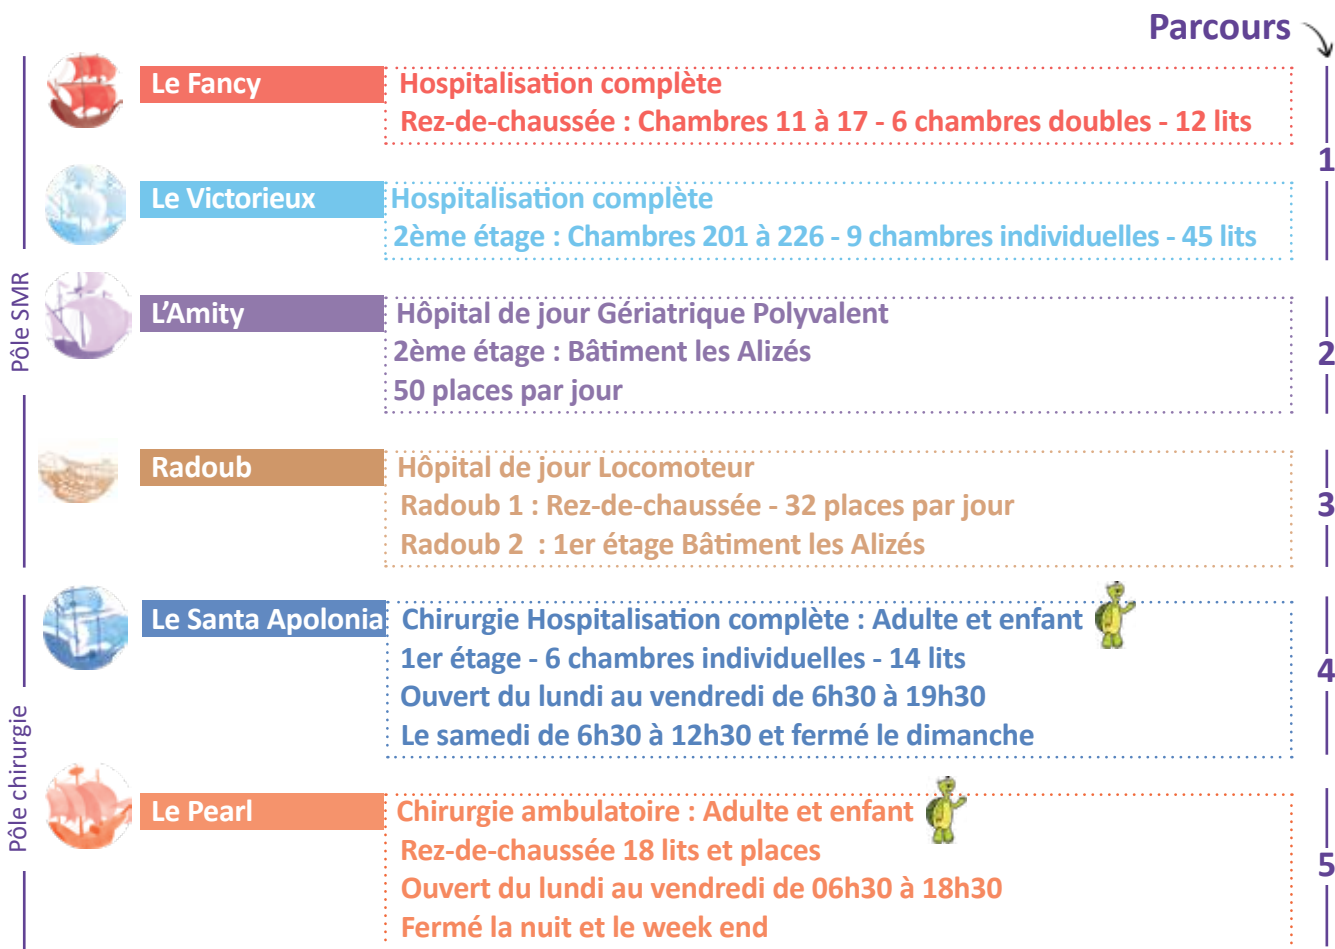 Parcours
Le Fancy
Hospitalisation complète
Rez-de-chaussée : Chambres 11 à 17 - 6 chambres doubles - 12 lits
1
Le Victorieux
Hospitalisation complète
2ème étage : Chambres 201 à 226 - 9 chambres individuelles - 45 lits
Pôle SMR
L'Amity
Hôpital de jour Gériatrique Polyvalent
2ème étage : Bâtiment les Alizés
50 places par jour
2
Radoub
Hôpital de jour Locomoteur
Radoub 1 : Rez-de-chaussée - 32 places par jour
Radoub 2 : 1er étage Bâtiment les Alizés
3
Le Santa Apolonia
Chirurgie Hospitalisation complète : Adulte et enfant
1er étage - 6 chambres individuelles - 14 lits
Ouvert du lundi au vendredi de 6h30 à 19h30
Le samedi de 6h30 à 12h30 et fermé le dimanche
4
Pôle chirurgie
Le Pearl
Chirurgie ambulatoire : Adulte et enfant
Rez-de-chaussée 18 lits et places
Ouvert du lundi au vendredi de 06h30 à 18h30
Fermé la nuit et le week end
5